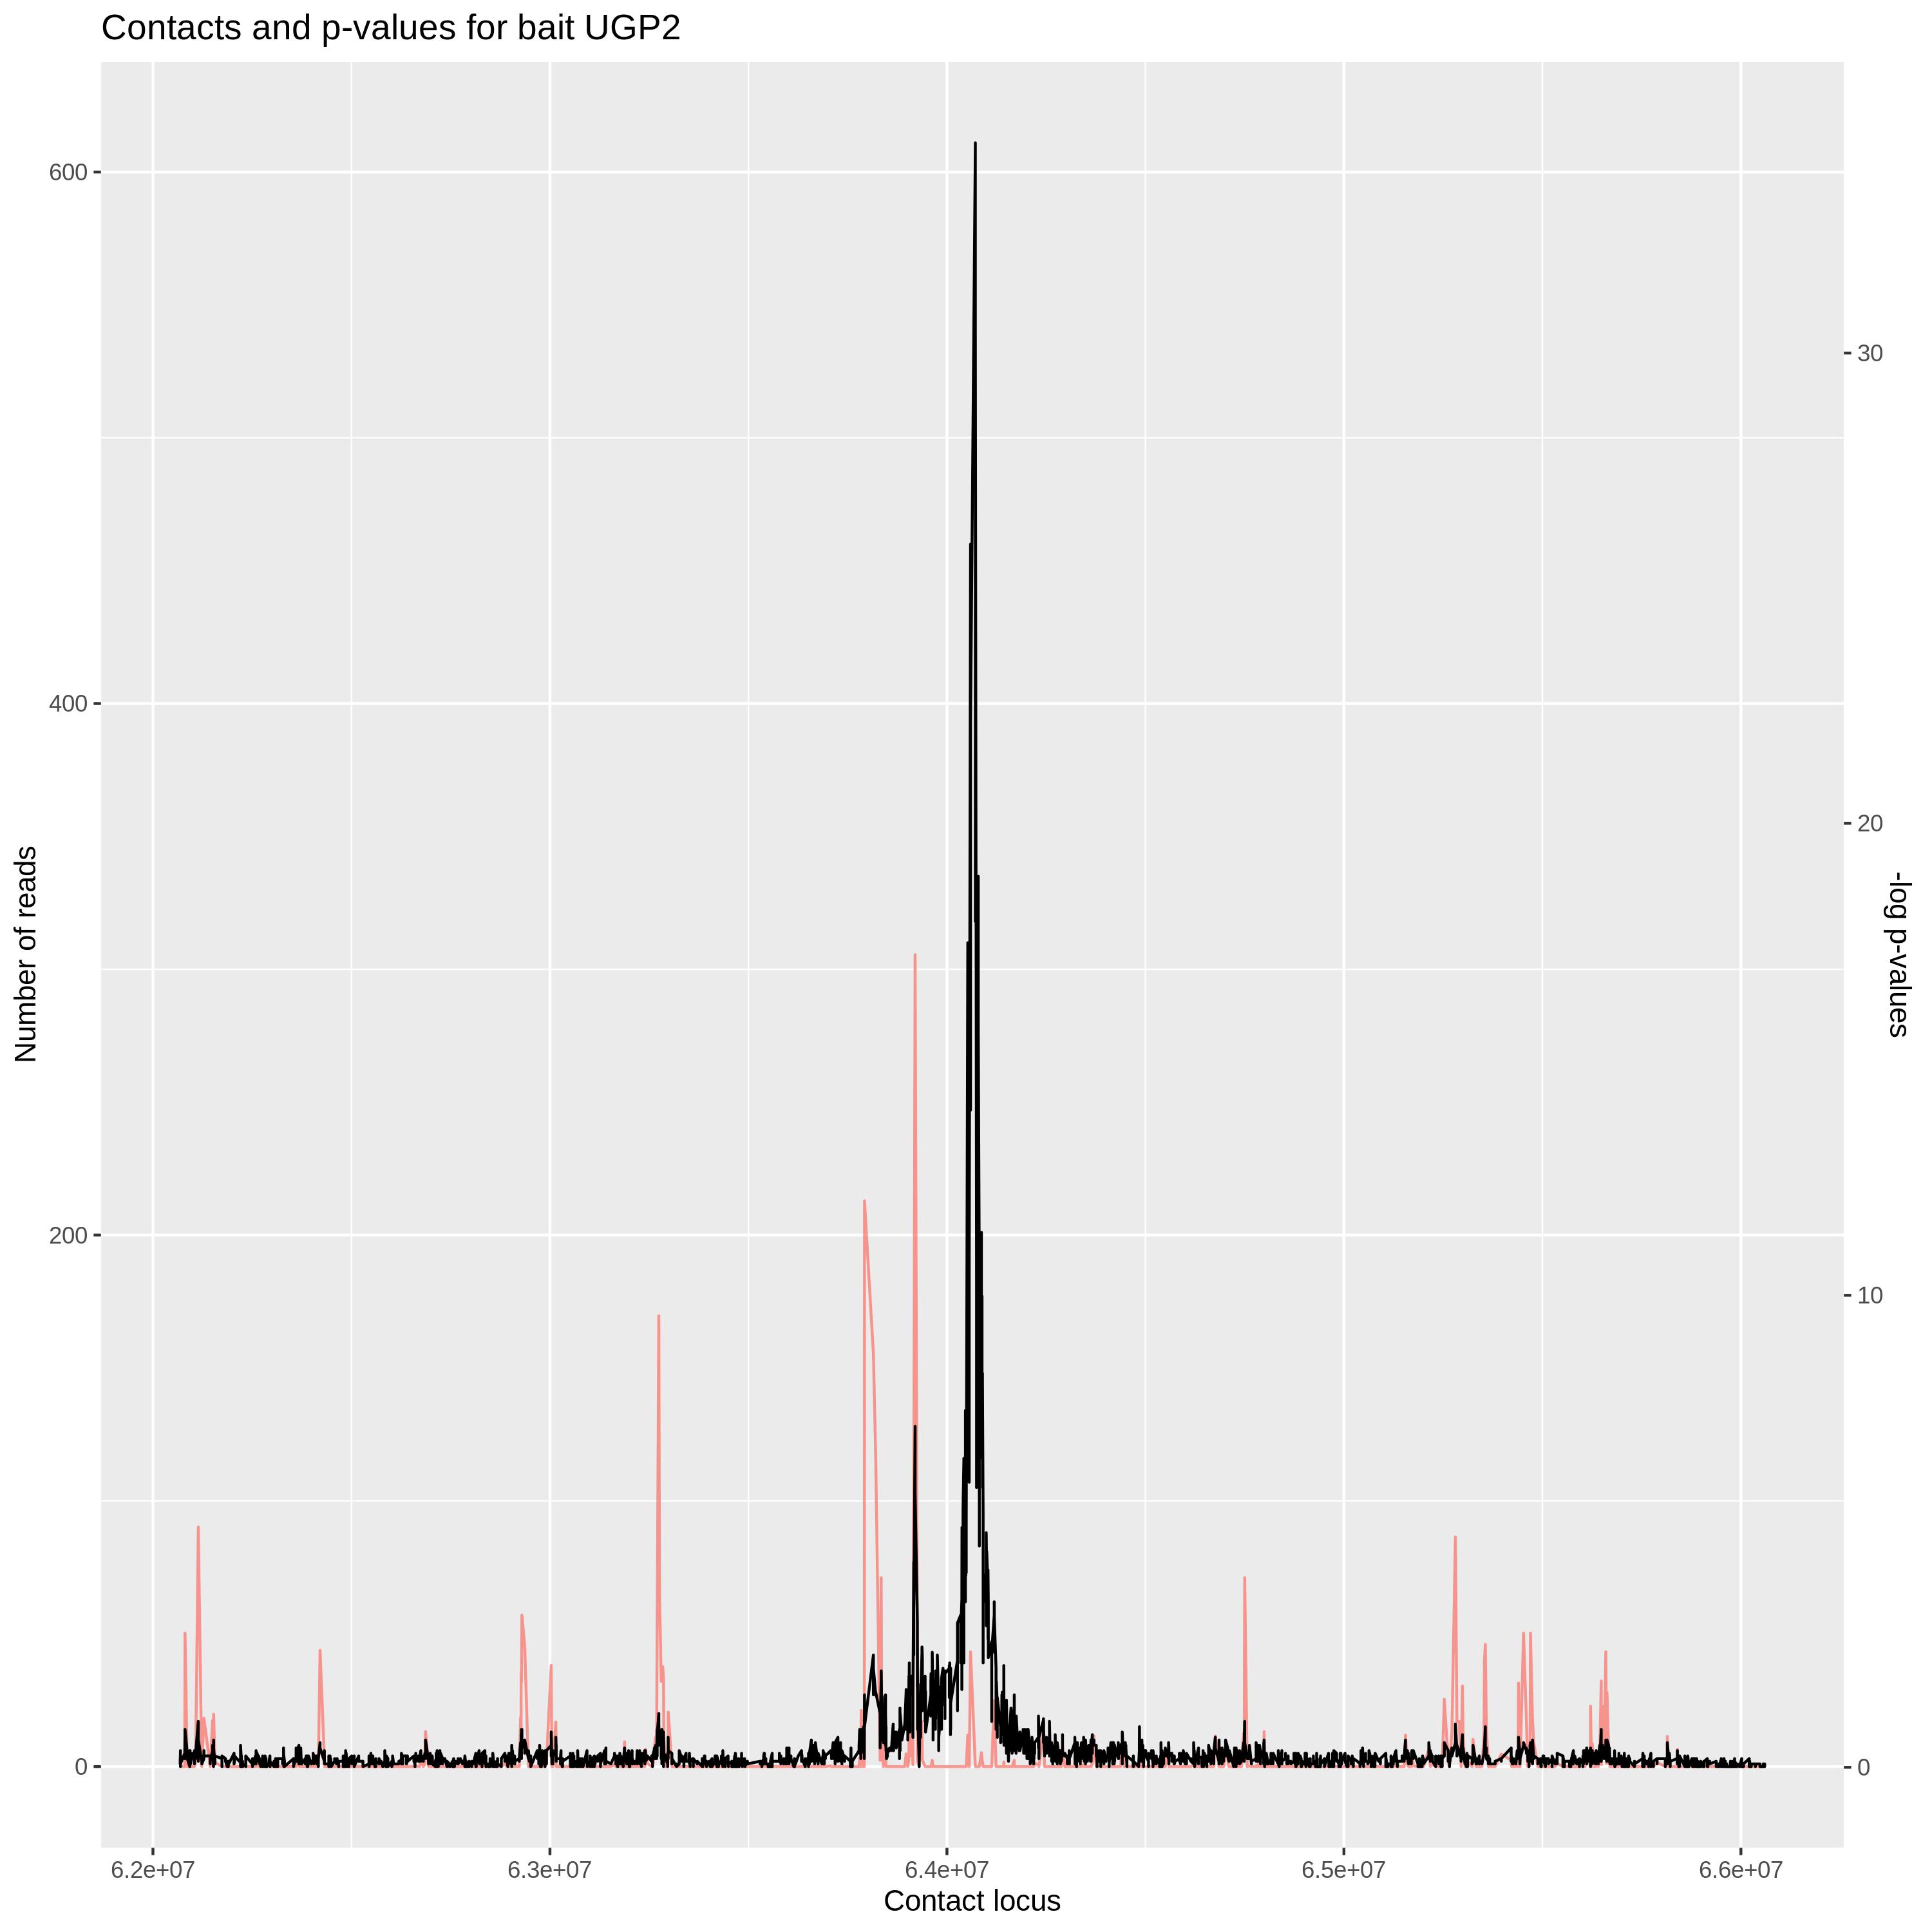 Contacts and p-values for bait UGP2
600
400
200
0
30
20
10
0
Number of reads
-log p-values
6.2e+07 6.3e+07 6.4e+07 6.5e+07 6.6e+07
Contact locus